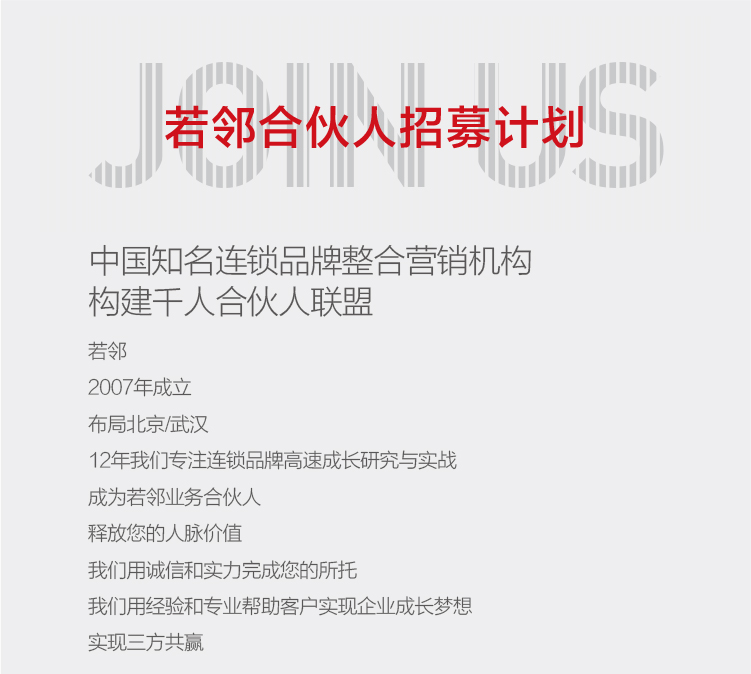 JOIN US
若邻合伙人招募计划
中国知名连锁品牌整合营销机构
构建千人合伙人联盟
若邻
2007年成立
布局北京/武汉
12年我们专注连锁品牌高速成长研究与实战
成为若邻业务合伙人
释放您的人脉价值
我们用诚信和实力完成您的所托
我们用经验和专业帮助客户实现企业成长梦想
实现三方共赢